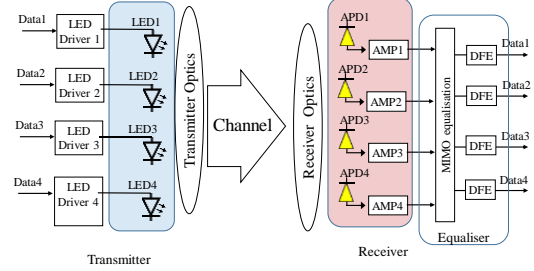 Data1
LED
Driver 1
LED1
Data2
LED
Driver 2
LED2
Data3
LED
Driver 3
LED3
Data4
LED
Driver 4
LED4
Transmitter Optics
Channel
Receiver Optics
APD1
AMP1
APD2
AMP2
APD3
AMP3
APD4
AMP4
MIMO equalisation
DFE
Data1
DFE
Data2
DFE
Data3
DFE
Data4
Transmitter
Receiver
Equaliser